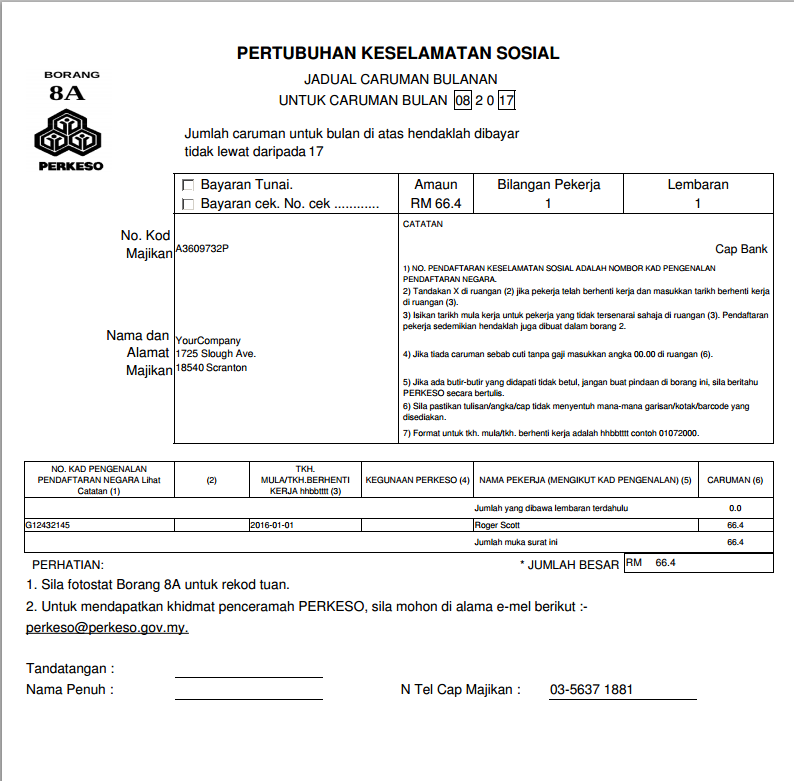 PERTUBUHAN KESELAMATAN SOSIAL
BORANG
8A
PERKESO
JADUAL CARUMAN BULANAN
UNTUK CARUMAN BULAN 08 2 0 17
Jumlah caruman untuk bulan di atas hendaklah dibayar
tidak lewat daripada 17
Bayaran Tunai.
Bayaran cek. No. cek ............
Amaun
RM 66.4
Bilangan Pekerja
1
Lembaran
1
No. Kod
Majikan
A3609732P
Nama dan
Alamat
Majikan
YourCompany
1725 Slough Ave.
18540 Scranton
CATATAN
Cap Bank
1) NO. PENDAFTARAN KESELAMATAN SOSIAL ADALAH NOMBOR KAD PENGENALAN
PENDAFTARAN NEGARA.
2) Tandakan X di ruangan (2) jika pekerja telah berhenti kerja dan masukkan tarikh berhenti kerja
di ruangan (3).
3) Isikan tarikh mula kerja untuk pekerja yang tidak tersenarai sahaja di ruangan (3). Pendaftaran
pekerja sedemikian hendaklah juga dibuat dalam borang 2.
4) Jika tiada caruman sebab cuti tanpa gaji masukkan angka 00.00 di ruangan (6).
5) Jika ada butir-butir yang didapati tidak betul, jangan buat pindaan di borang ini, sila beritahu
PERKESO secara bertulis.
6) Sila pastikan tulisan/angka/cap tidak menyentuh mana-mana garisan/kotak/barcode yang
disediakan.
7) Format untuk tkh. mula/tkh. berhenti kerja adalah hhbbtttt contoh 01072000.
NO. KAD PENGENALAN
PENDAFTARAN NEGARA Lihat
Catatan (1)
(2)
TKH.
MULA/TKH.BERHENTI
KERJA hhbbtttt (3)
KEGUNAAN PERKESO (4)
NAMA PEKERJA (MENGIKUT KAD PENGENALAN) (5)
CARUMAN (6)
Jumlah yang dibawa lembaran terdahulu 0.0
G12432145 2016-01-01 Roger Scott 66.4
Jumlah muka surat ini 66.4
PERHATIAN:
* JUMLAH BESAR RM 66.4
1. Sila fotostat Borang 8A untuk rekod tuan.
2. Untuk mendapatkan khidmat penceramah PERKESO, sila mohon di alama e-mel berikut :-
perkeso@perkeso.gov.my.
Tandatangan :
Nama Penuh :
N Tel Cap Majikan : 03-5637 1881